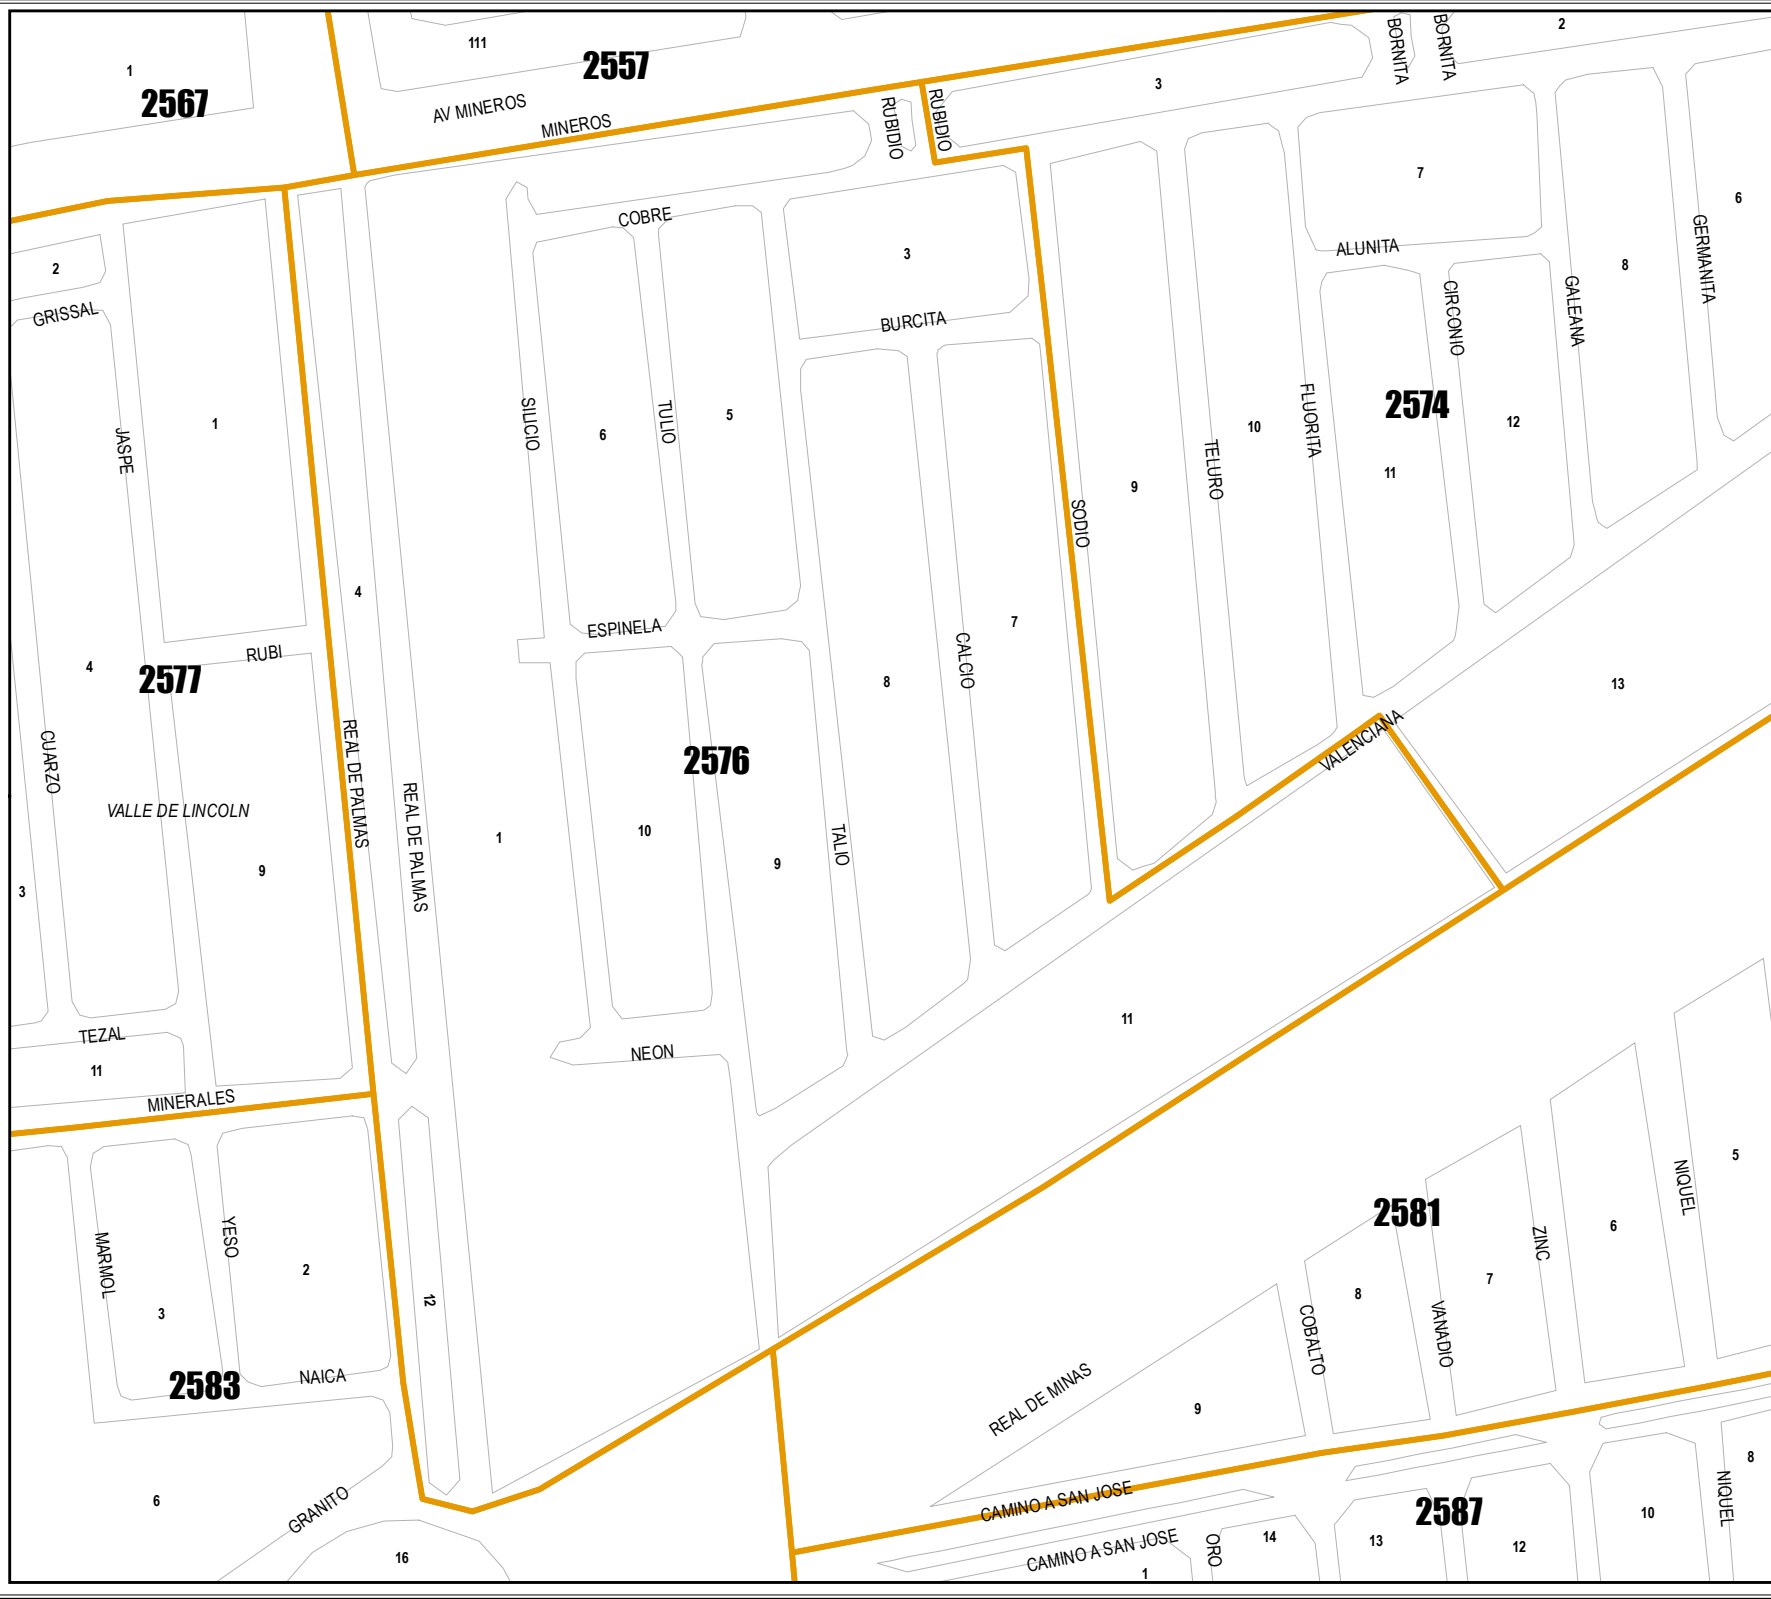 2
111
2557
1
2567
3
AV MINEROS
MINEROS
RUBIDIO
RUBIDIO
BORNITA
BORNITA
7
6
COBRE
ALUNITA
3
2
GRISSAL
BURCITA
8
GERMANITA
CIRCONIO
GALEANA
2574
SILICIO
TULIO
5
6
1
JASPE
FLUORITA
10
TELURO
12
11
9
SODIO
4
ESPINELA
7
RUBI
CALCIO
4
2577
8
13
REAL DE PALMAS
VALENCIANA
2576
CUARZO
VALLE DE LINCOLN
REAL DE PALMAS
1
10
TALIO
9
9
3
11
TEZAL
NEON
11
MINERALES
5
NIQUEL
2581
YESO
6
ZINC
MARMOL
2
7
8
12
3
COBALTO
VANADIO
2583
NAICA
REAL DE MINAS
9
8
6
GRANITO
CAMINO A SAN JOSE
2587
NIQUEL
10
14
13
12
ORO
CAMINO A SAN JOSE
16
1